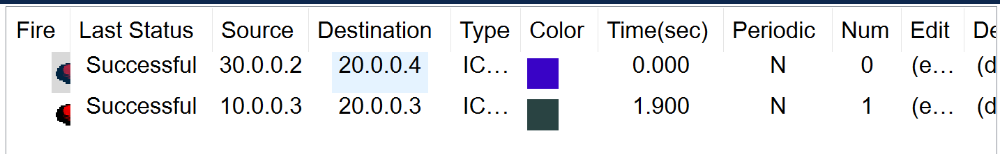 Fire Last Status Source Destination Type Color Time(sec) Periodic Num Edit De
Successful 30.0.0.2 20.0.0.4 IC... 0.000 N 0 (e... (d
Successful 10.0.0.3 20.0.0.3 IC... 1.900 N 1 (e... (d